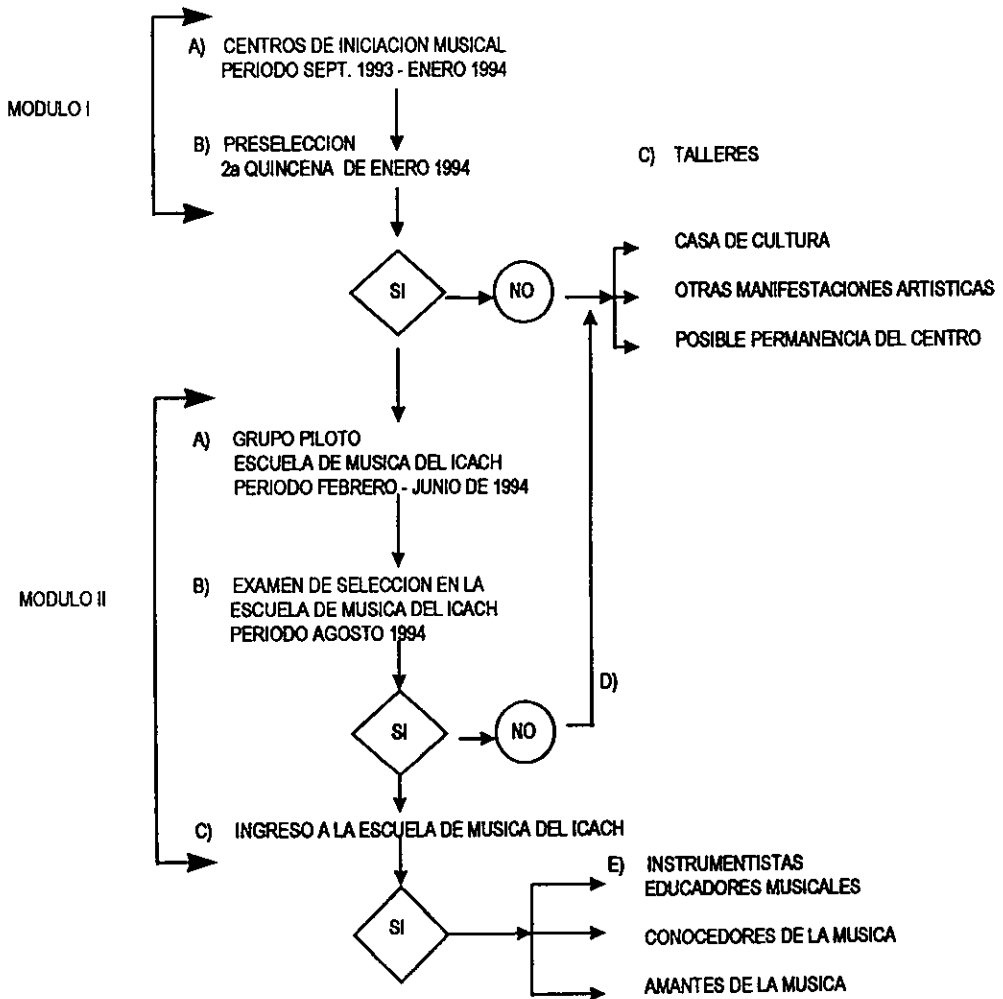 A) CENTROS DE INICIACION MUSICAL
PERIODO SEPT. 1993 - ENERO 1994
MODULO I
B) PRESELECCION
2a QUINCENA DE ENERO 1994
C) TALLERES
CASA DE CULTURA
SI
NO
OTRAS MANIFESTACIONES ARTISTICAS
POSIBLE PERMANENCIA DEL CENTRO
A) GRUPO PILOTO
ESCUELA DE MUSICA DEL ICACH
PERIODO FEBRERO - JUNIO DE 1994
MODULO II
B) EXAMEN DE SELECCION EN LA
ESCUELA DE MUSICA DEL ICACH
PERIODO AGOSTO 1994
D)
SI
NO
C) INGRESO A LA ESCUELA DE MUSICA DEL ICACH
E) INSTRUMENTISTAS
EDUCADORES MUSICALES
SI
CONOCEDORES DE LA MUSICA
AMANTES DE LA MUSICA